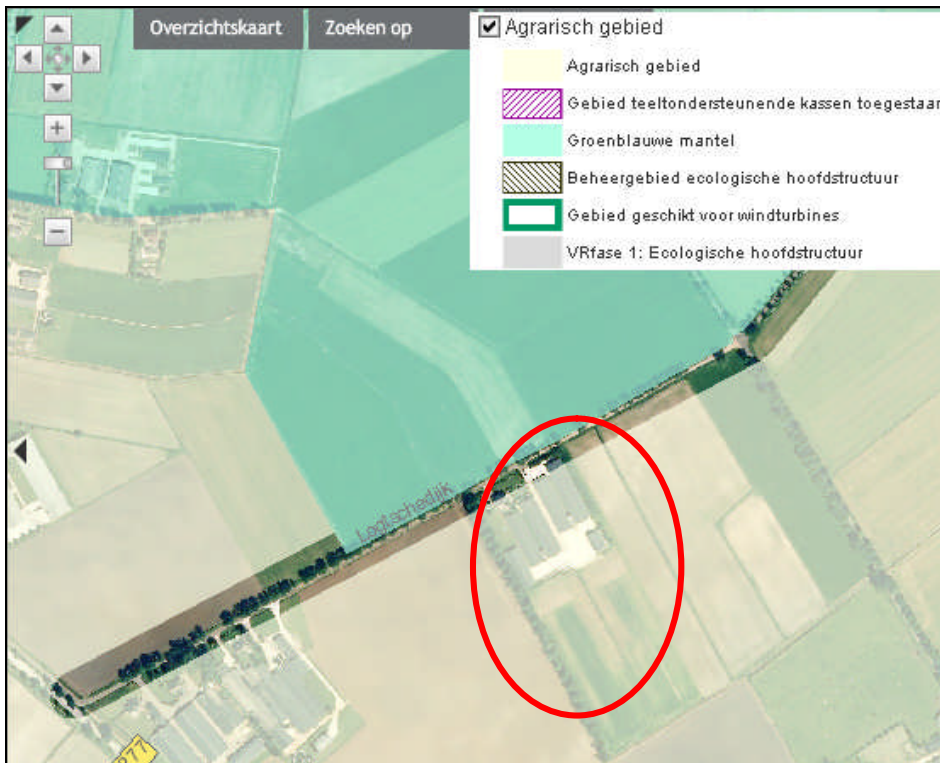 Overzichtskaart
Zoeken op
Agrarisch gebied
Agrarisch gebied
Gebied teeltondersteunende kassen toegestaan
Groenblauwe mantel
Beheergebied ecologische hoofdstructuur
Gebied geschikt voor windturbines
VRfase 1: Ecologische hoofdstructuur
277